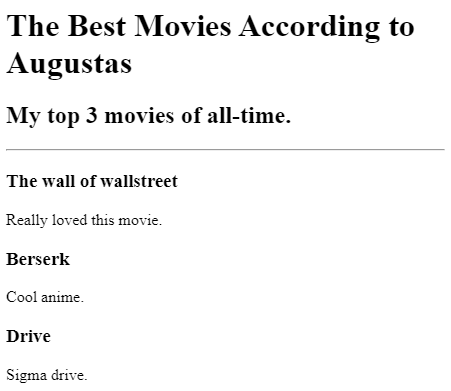 The Best Movies According to
Augustas
My top 3 movies of all-time.
The wall of wallstreet
Really loved this movie.
Berserk
Cool anime.
Drive
Sigma drive.